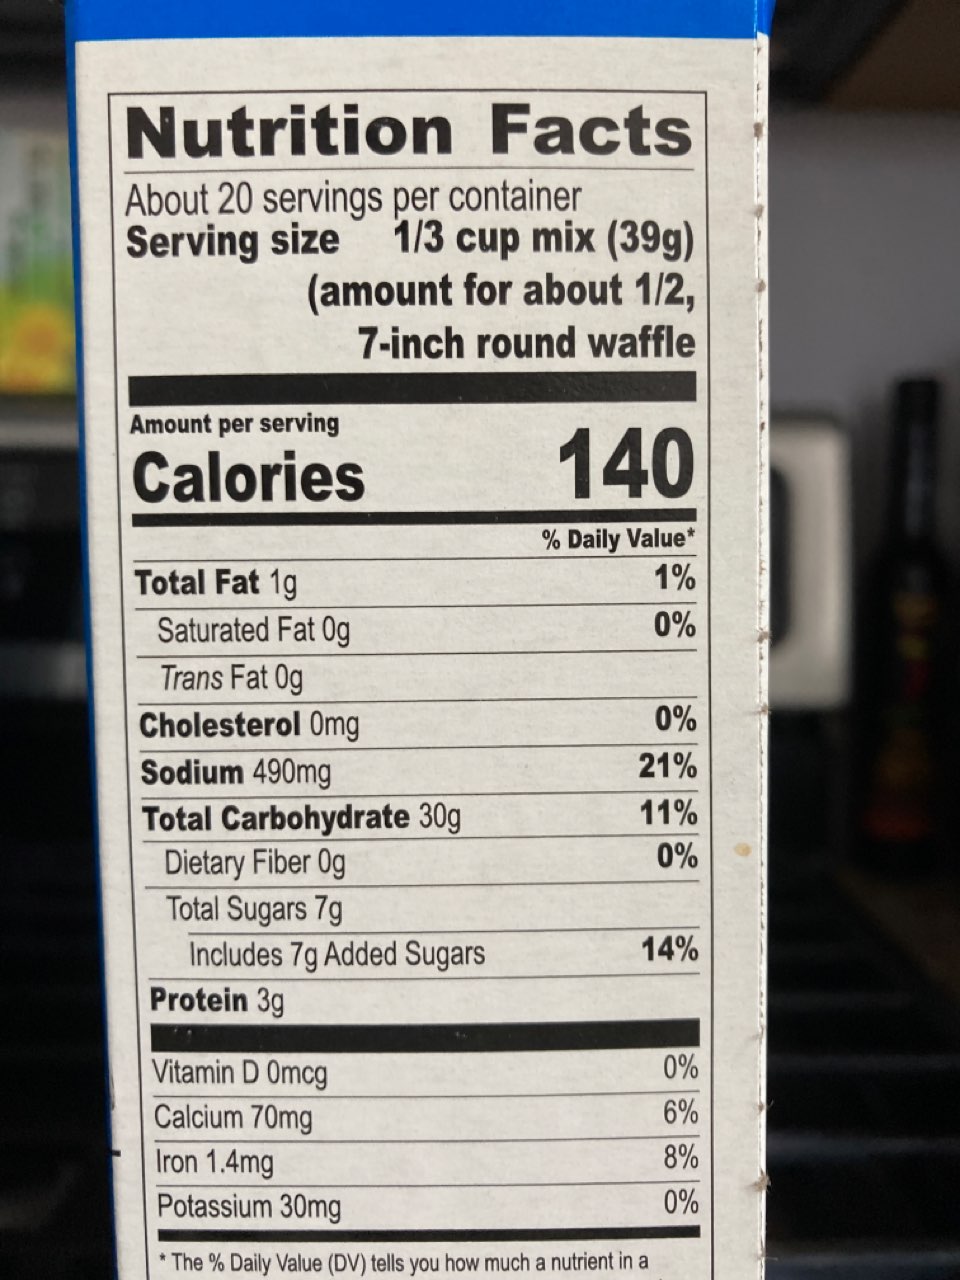 Nutrition Facts
About 20 servings per container
Serving size 1/3 cup mix (39g)
(amount for about 1/2,
7-inch round waffle
Amount per serving
Calories 140
% Daily Value*
Total Fat 1g 1%
Saturated Fat 0g 0%
Trans Fat 0g
Cholesterol 0mg 0%
Sodium 490mg 21%
Total Carbohydrate 30g 11%
Dietary Fiber 0g 0%
Total Sugars 7g
Includes 7g Added Sugars 14%
Protein 3g
Vitamin D 0mcg 0%
Calcium 70mg 6%
Iron 1.4mg 8%
Potassium 30mg 0%
* The % Daily Value (DV) tells you how much a nutrient in a